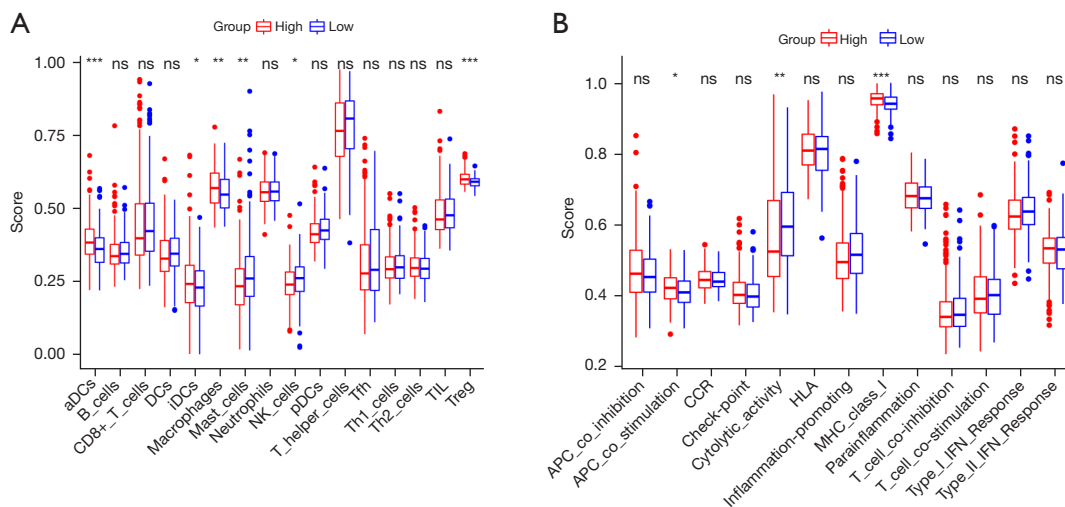 A
Group High Low
*** ns ns ns * ** ** ns * ns ns ns ns ns ns ***
Score
1.00
0.75
0.50
0.25
0.00
aDCs
B_cells
CD8+_T_cells
DCs
iDCs
Macrophages
Mast_cells
Neutrophils
NK_cells
pDCs
T_helper_cells
Tfh
Th1_cells
Th2_cells
TIL
Treg
B
Group High Low
ns * ns ns ** ns ns *** ns ns ns ns ns
Score
1.0
0.8
0.6
0.4
0.2
APC_co_inhibition
APC_co_stimulation
CCR
Check-point
Cytolytic_activity
HLA
Inflammation-promoting
MHC_class_I
Parainflammation
T_cell_co-inhibition
T_cell_co-stimulation
Type_I_IFN_Response
Type_II_IFN_Response